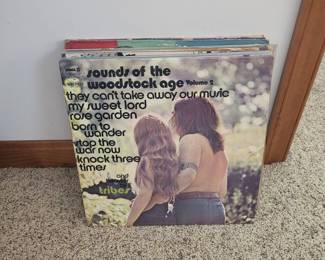 sounds of the
woodstock age Volume 2
they can't take away our music
my sweet lord
rose garden
born to
wander
stop the
war now
knock three
times
and
tribes